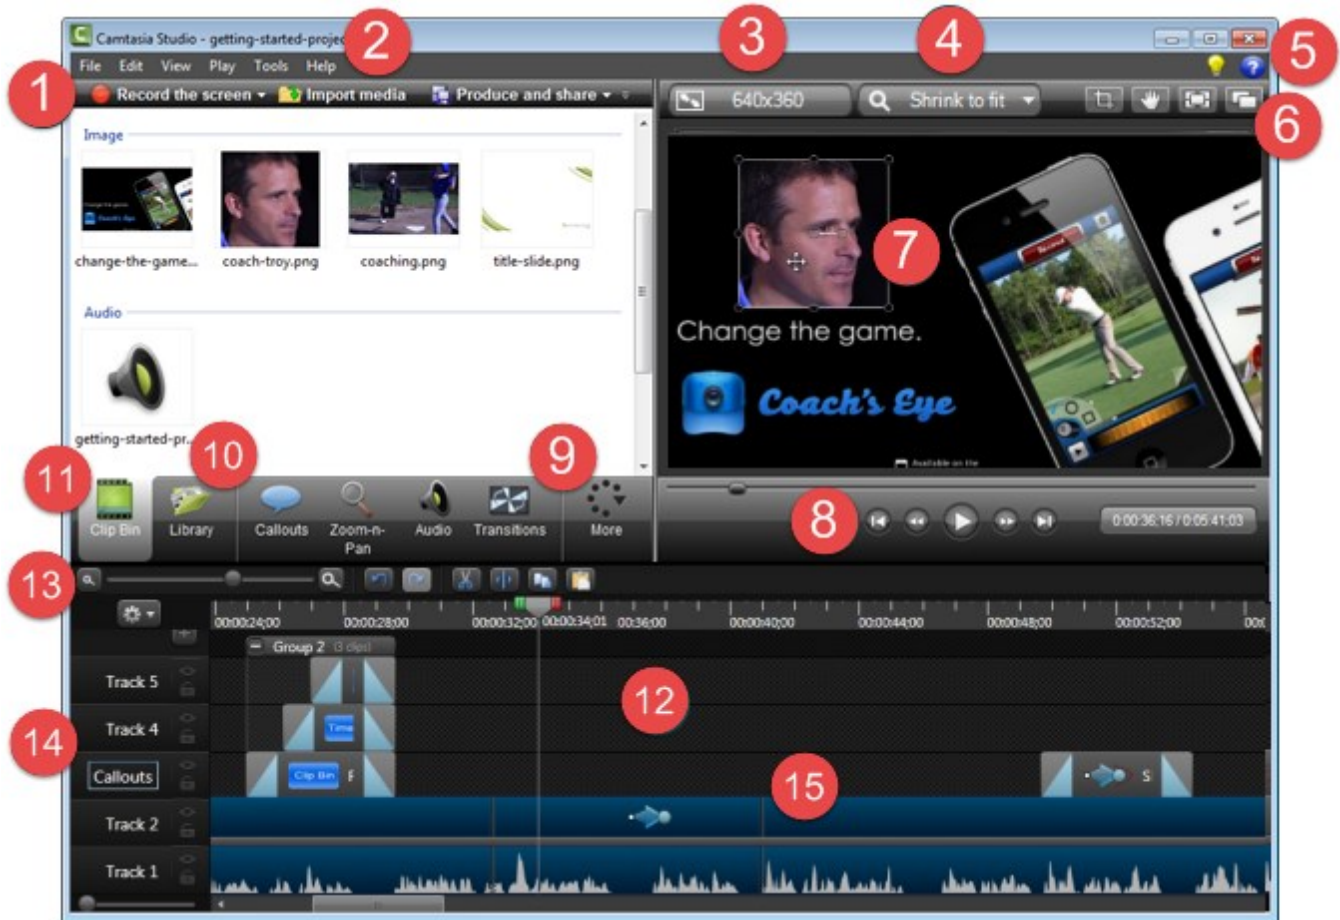 Camtasia Studio - getting-started-projec
2
3
4
5
File Edit View Play Tools Help
1
Record the screen Import media Produce and share
640x360 Shrink to fit
6
Image
change-the-game... coach-troy.png coaching.png title-slide.png
7
Change the game.
Coach's Eye
Available on the
Audio
getting-started-pr...
10
9
11
8
Clip Bin Library Callouts Zoom-n-Pan Audio Transitions More
0:00:36;16 / 0:05:41;03
13
00:00:24;00 00:00:28;00 00:00:32;00 00:00:34;01 00:36;00 00:00:40;00 00:00:44;00 00:00:48;00 00:00:52;00
Group 2 (3 clips)
Track 5
12
Track 4 Time
14
Callouts Clip Bin S
15
Track 2
Track 1